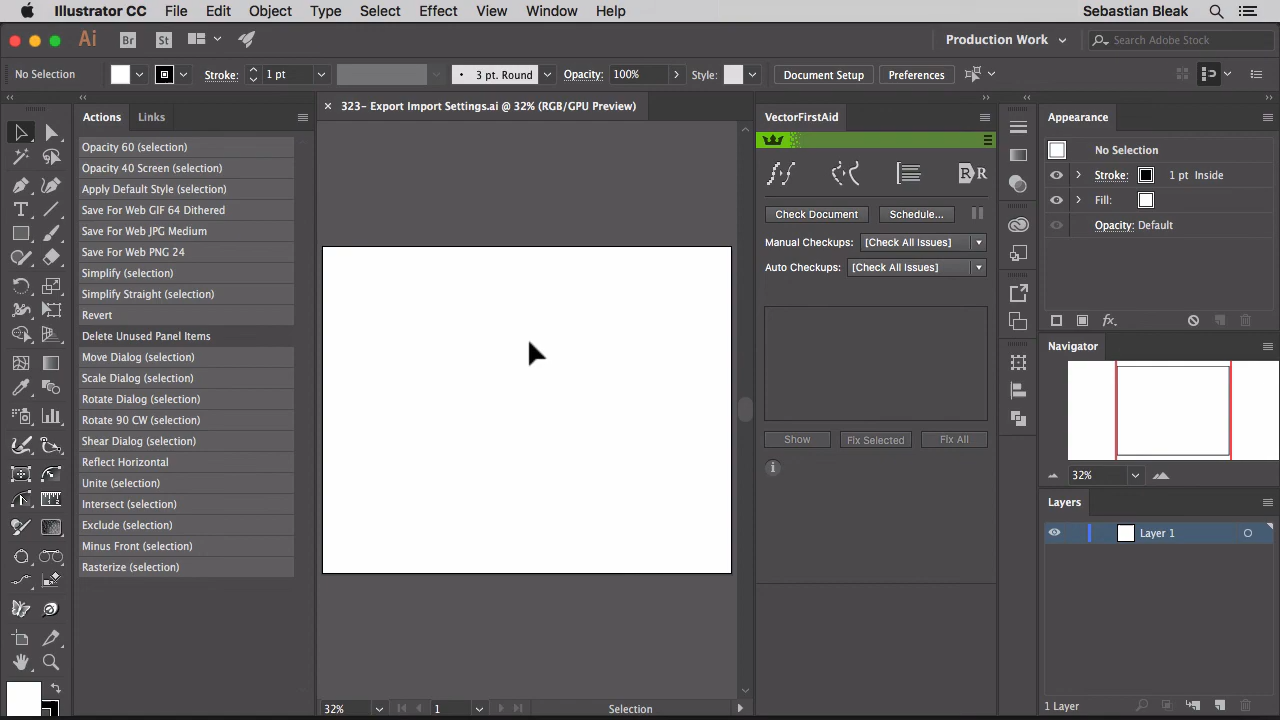 Illustrator CC File Edit Object Type Select Effect View Window Help Sebastian Bleak
Ai Br St Production Work Search Adobe Stock
No Selection Stroke: 1 pt 3 pt. Round Opacity: 100% Style: Document Setup Preferences
Actions Links
Opacity 60 (selection)
Opacity 40 Screen (selection)
Apply Default Style (selection)
Save For Web GIF 64 Dithered
Save For Web JPG Medium
Save For Web PNG 24
Simplify (selection)
Simplify Straight (selection)
Revert
Delete Unused Panel Items
Move Dialog (selection)
Scale Dialog (selection)
Rotate Dialog (selection)
Rotate 90 CW (selection)
Shear Dialog (selection)
Reflect Horizontal
Unite (selection)
Intersect (selection)
Exclude (selection)
Minus Front (selection)
Rasterize (selection)
323- Export Import Settings.ai @ 32% (RGB/GPU Preview)
32% 1 Selection
VectorFirstAid
Check Document Schedule...
Manual Checkups: [Check All Issues]
Auto Checkups: [Check All Issues]
Show Fix Selected Fix All
Appearance
No Selection
Stroke: 1 pt Inside
Fill:
Opacity: Default
fx
Navigator
32%
Layers
Layer 1
1 Layer